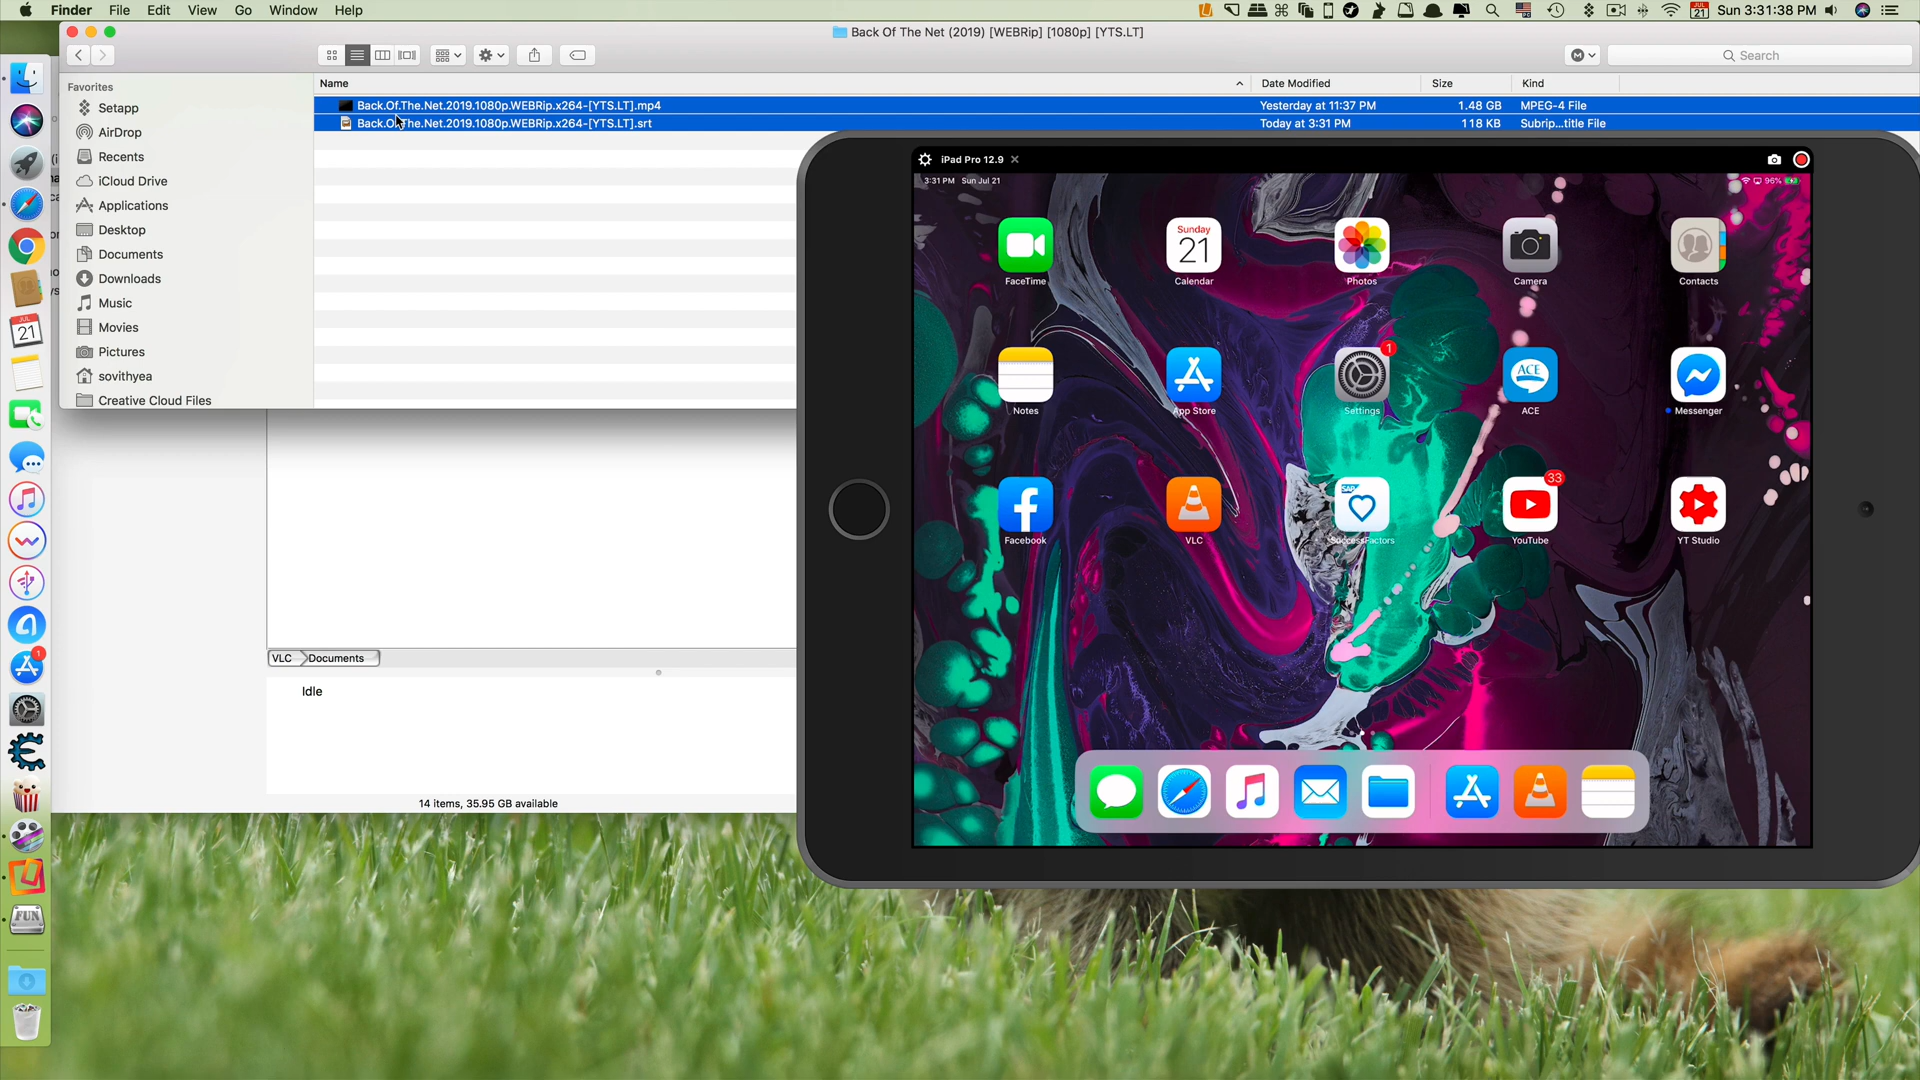 Finder File Edit View Go Window Help
JUL 21 Sun 3:31:38 PM
Back Of The Net (2019) [WEBRip] [1080p] [YTS.LT]
M
Search
Favorites
Setapp
AirDrop
Recents
iCloud Drive
Applications
Desktop
Documents
Downloads
Music
Movies
Pictures
sovithyea
Creative Cloud Files
Name Date Modified Size Kind
Back.Of.The.Net.2019.1080p.WEBRip.x264-[YTS.LT].mp4 Yesterday at 11:37 PM 1.48 GB MPEG-4 File
Back.Of.The.Net.2019.1080p.WEBRip.x264-[YTS.LT].srt Today at 3:31 PM 118 KB Subrip...title File
iPad Pro 12.9
3:31 PM Sun Jul 21
96%
FaceTime
Sunday
21
Calendar
Photos
Camera
Contacts
Notes
App Store
1
Settings
ACE
ACE
Messenger
Facebook
VLC
SAP
SuccessFactors
33
YouTube
YT Studio
JUL
21
1
FUN
VLC Documents
Idle
14 items, 35.95 GB available